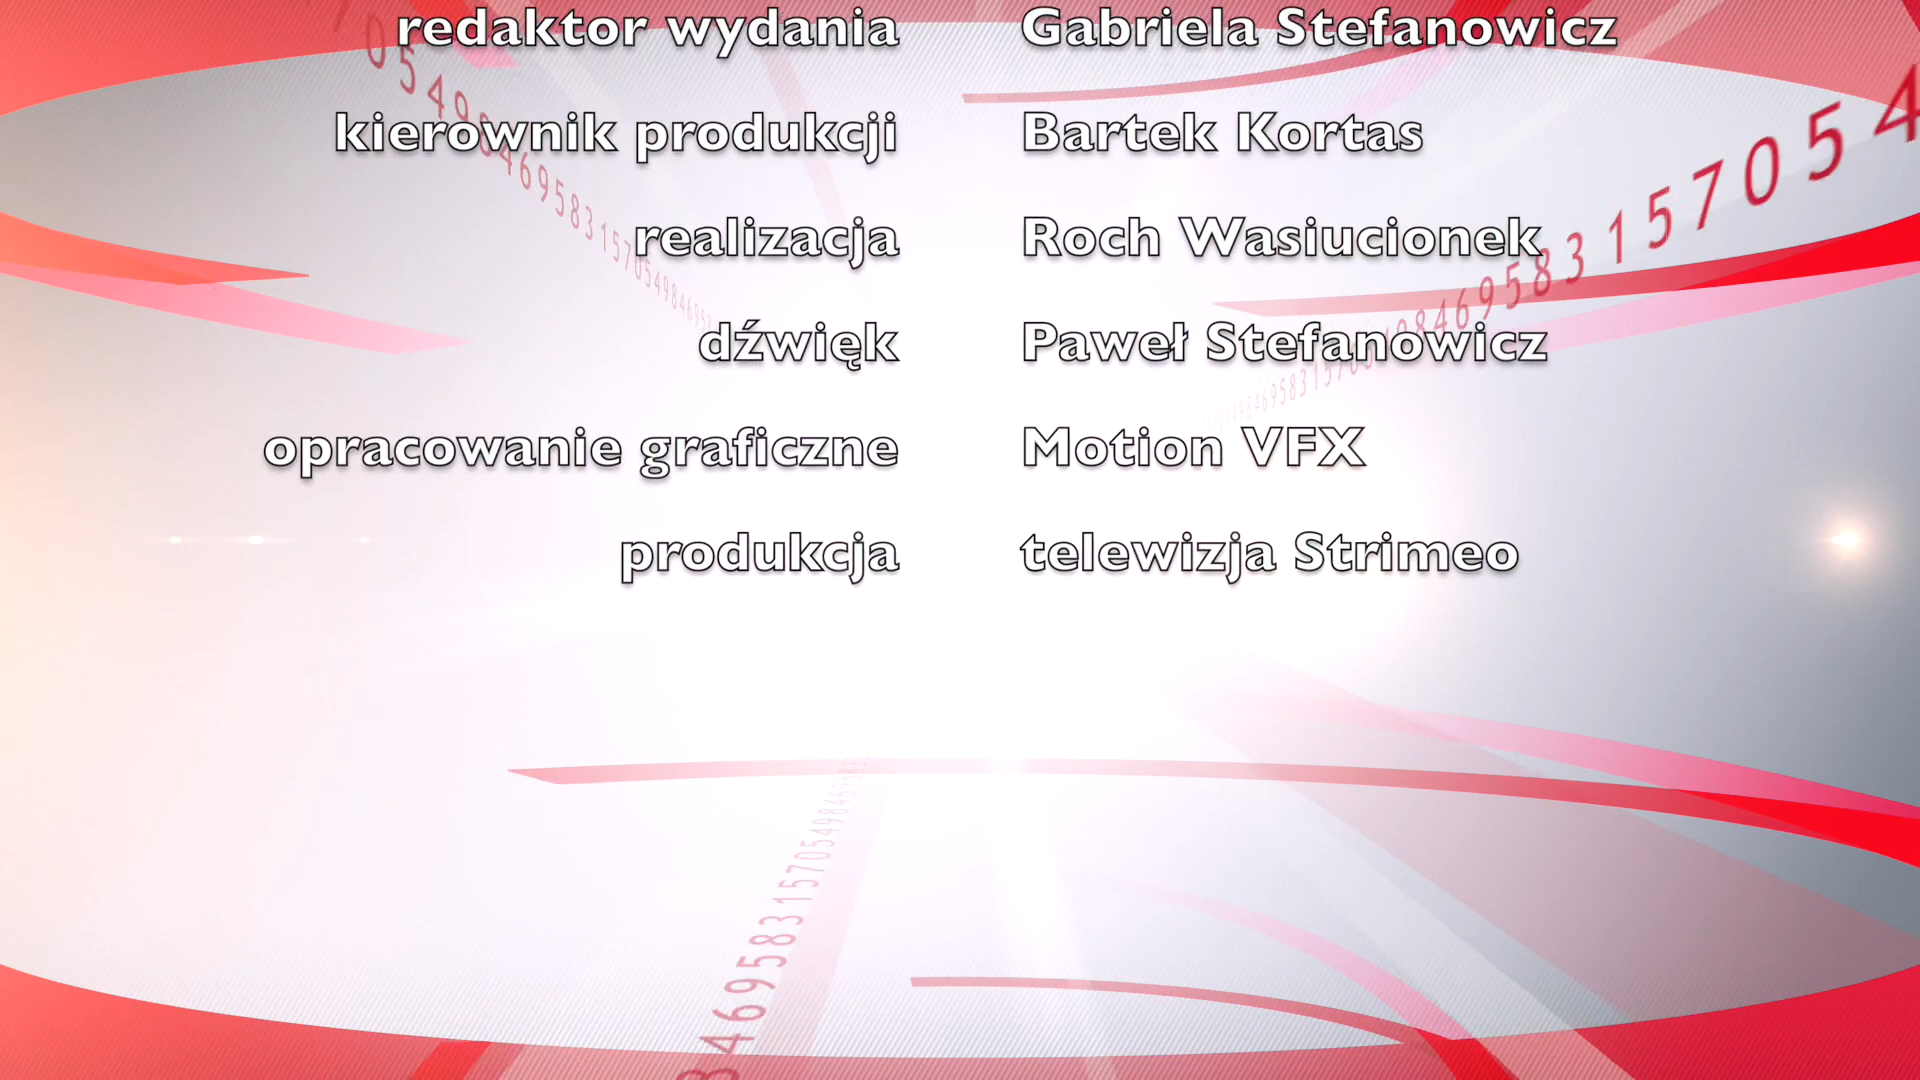 redaktor wydania Gabriela Stefanowicz
kierownik produkcji Bartek Kortas
realizacja Roch Wasiucionek
dźwięk Paweł Stefanowicz
opracowanie graficzne Motion VFX
produkcja telewizja Strimeo